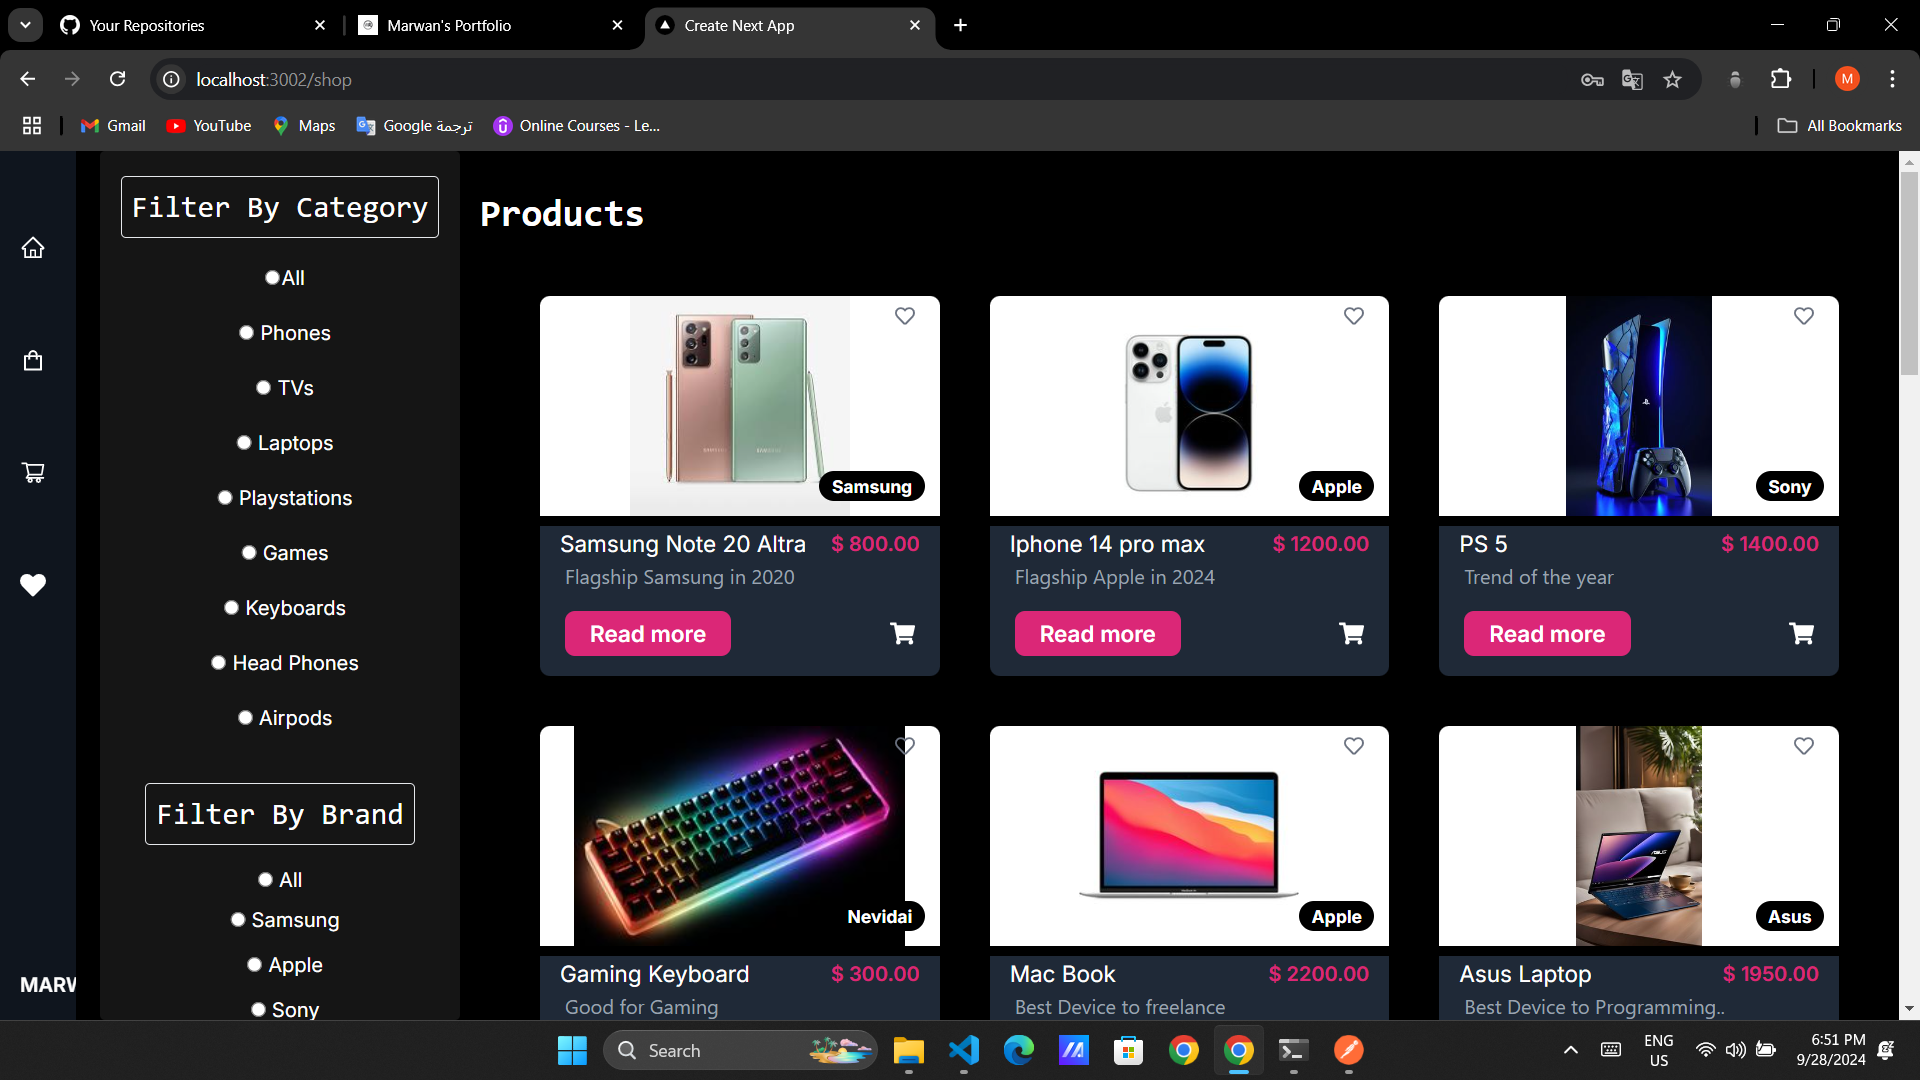 Your Repositories
Marwan's Portfolio
Create Next App
localhost:3002/shop
M
Gmail
YouTube
Maps
Google ترجمة
Online Courses - Le...
All Bookmarks
Filter By Category
All
Phones
TVs
Laptops
Playstations
Games
Keyboards
Head Phones
Airpods
Filter By Brand
All
Samsung
Apple
Sony
MARW
Products
Samsung
Apple
Sony
Samsung Note 20 Altra $ 800.00
Iphone 14 pro max $ 1200.00
PS 5 $ 1400.00
Flagship Samsung in 2020
Flagship Apple in 2024
Trend of the year
Read more
Read more
Read more
Nevidai
Apple
Asus
Gaming Keyboard $ 300.00
Mac Book $ 2200.00
Asus Laptop $ 1950.00
Good for Gaming
Best Device to freelance
Best Device to Programming..
Search
ENG
US
6:51 PM
9/28/2024